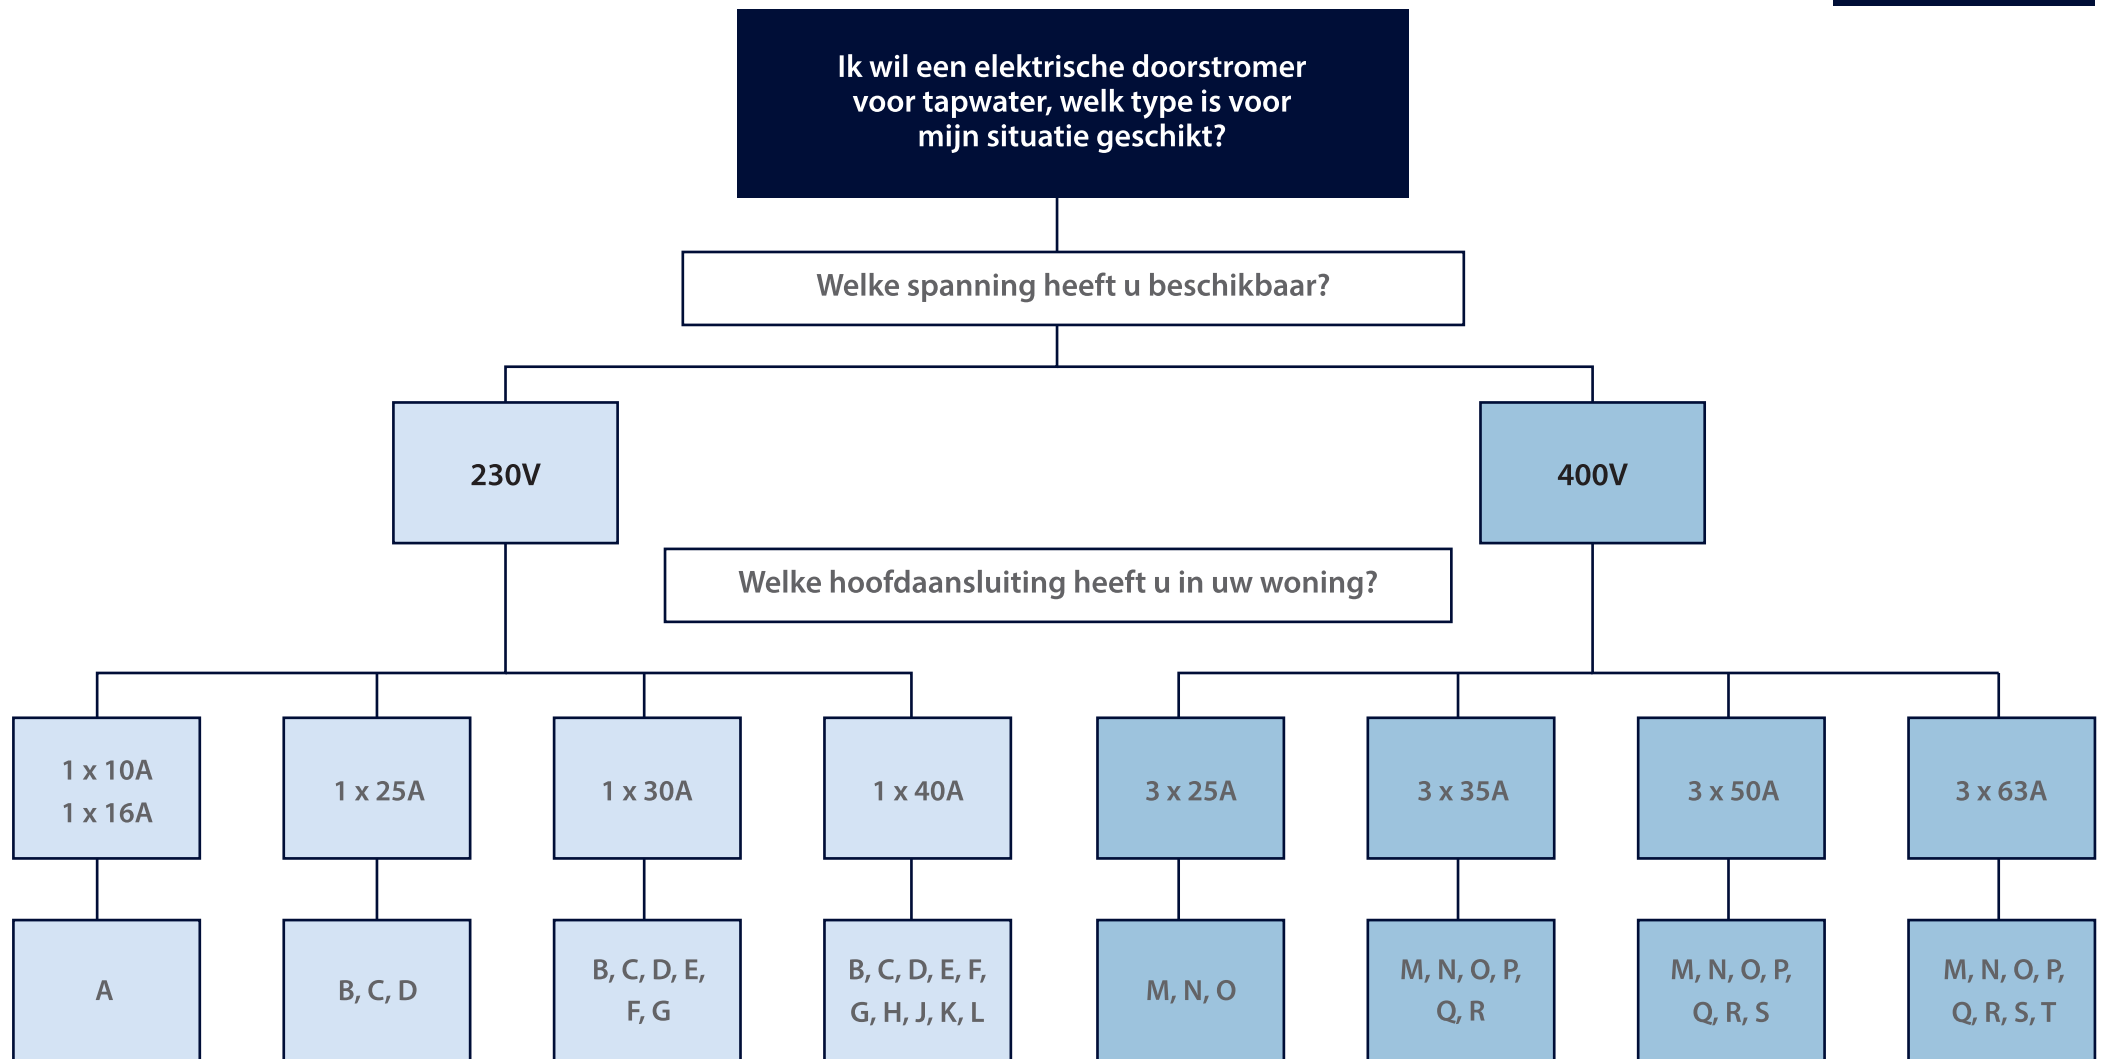 Ik wil een elektrische doorstromer
voor tapwater, welk type is voor
mijn situatie geschikt?
Welke spanning heeft u beschikbaar?
230V
400V
Welke hoofdaansluiting heeft u in uw woning?
1 x 10A
1 x 16A
1 x 25A
1 x 30A
1 x 40A
3 x 25A
3 x 35A
3 x 50A
3 x 63A
A
B, C, D
B, C, D, E,
F, G
B, C, D, E, F,
G, H, J, K, L
M, N, O
M, N, O, P,
Q, R
M, N, O, P,
Q, R, S
M, N, O, P,
Q, R, S, T